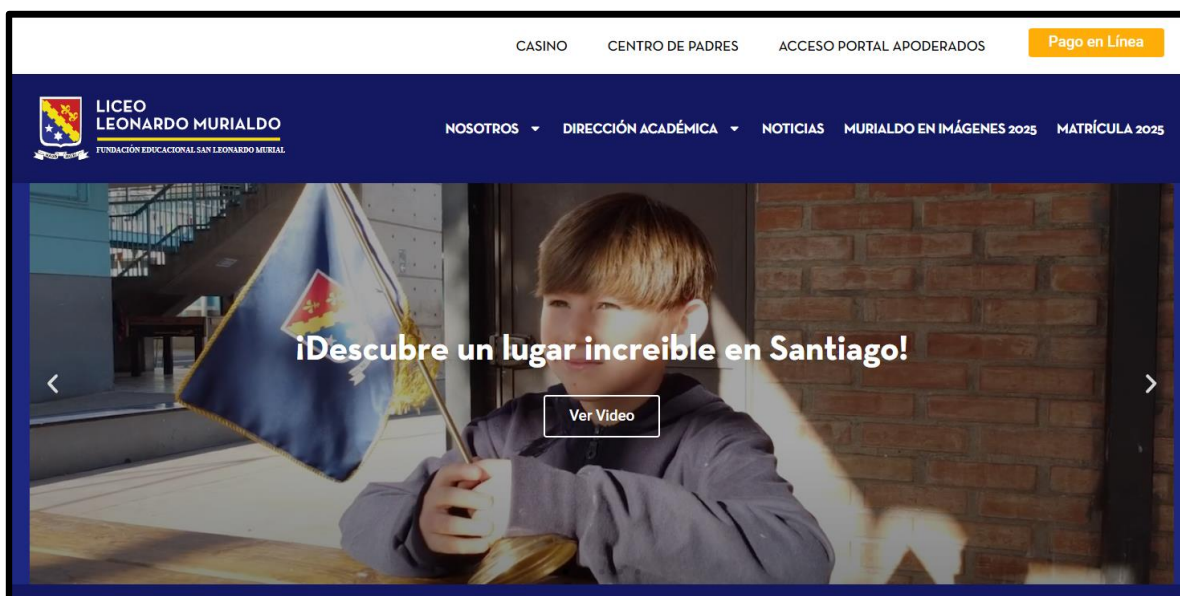 CASINO CENTRO DE PADRES ACCESO PORTAL APODERADOS Pago en Línea
LICEO
LEONARDO MURIALDO
FUNDACIÓN EDUCACIONAL SAN LEONARDO MURIAL
NOSOTROS DIRECCIÓN ACADÉMICA NOTICIAS MURIALDO EN IMÁGENES 2025 MATRÍCULA 2025
¡Descubre un lugar increible en Santiago!
Ver Video